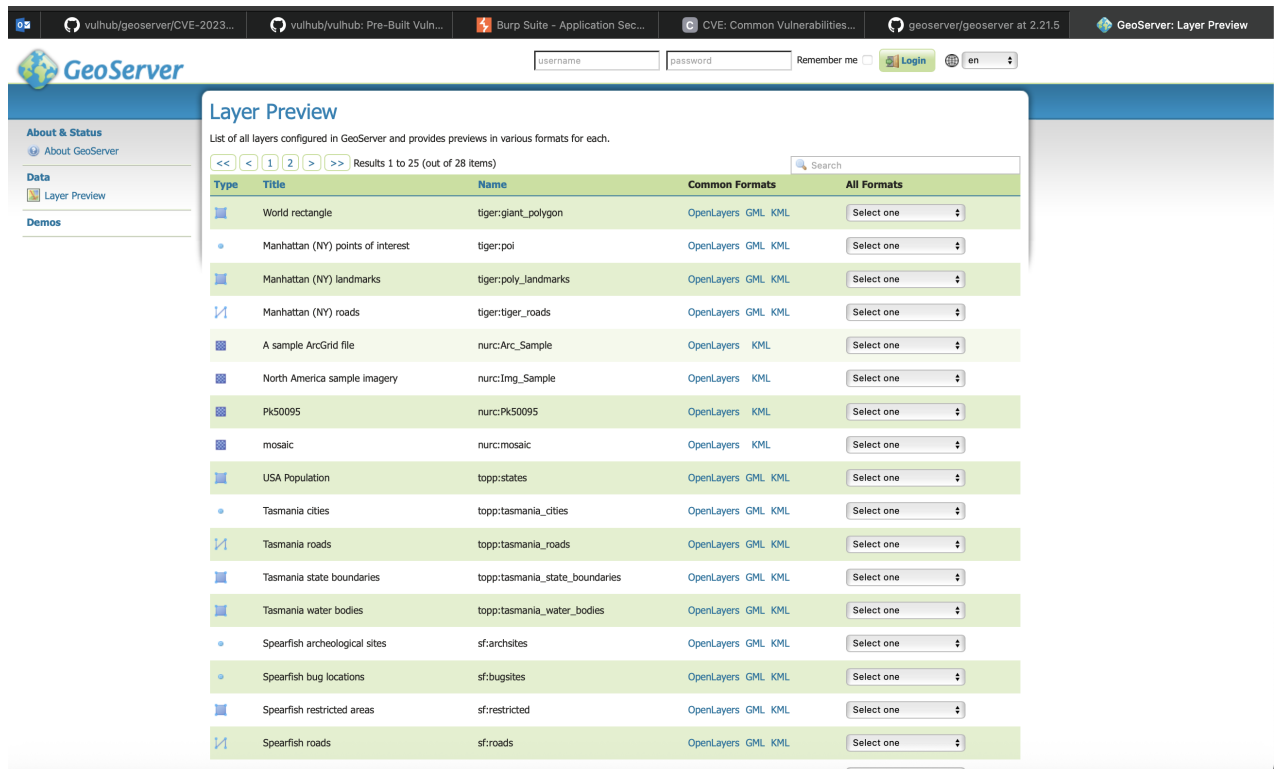 vulhub/geoserver/CVE-2023... vulhub/vulhub: Pre-Built Vuln... Burp Suite - Application Sec... CVE: Common Vulnerabilities... geoserver/geoserver at 2.21.5 GeoServer: Layer Preview
GeoServer username password Remember me Login en
Layer Preview
List of all layers configured in GeoServer and provides previews in various formats for each.
About & Status
About GeoServer
Data
Layer Preview
Demos
<< < 1 2 > >> Results 1 to 25 (out of 28 items) Search
Type Title Name Common Formats All Formats
World rectangle tiger:giant_polygon OpenLayers GML KML Select one
Manhattan (NY) points of interest tiger:poi OpenLayers GML KML Select one
Manhattan (NY) landmarks tiger:poly_landmarks OpenLayers GML KML Select one
Manhattan (NY) roads tiger:tiger_roads OpenLayers GML KML Select one
A sample ArcGrid file nurc:Arc_Sample OpenLayers KML Select one
North America sample imagery nurc:Img_Sample OpenLayers KML Select one
Pk50095 nurc:Pk50095 OpenLayers KML Select one
mosaic nurc:mosaic OpenLayers KML Select one
USA Population topp:states OpenLayers GML KML Select one
Tasmania cities topp:tasmania_cities OpenLayers GML KML Select one
Tasmania roads topp:tasmania_roads OpenLayers GML KML Select one
Tasmania state boundaries topp:tasmania_state_boundaries OpenLayers GML KML Select one
Tasmania water bodies topp:tasmania_water_bodies OpenLayers GML KML Select one
Spearfish archeological sites sf:archsites OpenLayers GML KML Select one
Spearfish bug locations sf:bugsites OpenLayers GML KML Select one
Spearfish restricted areas sf:restricted OpenLayers GML KML Select one
Spearfish roads sf:roads OpenLayers GML KML Select one